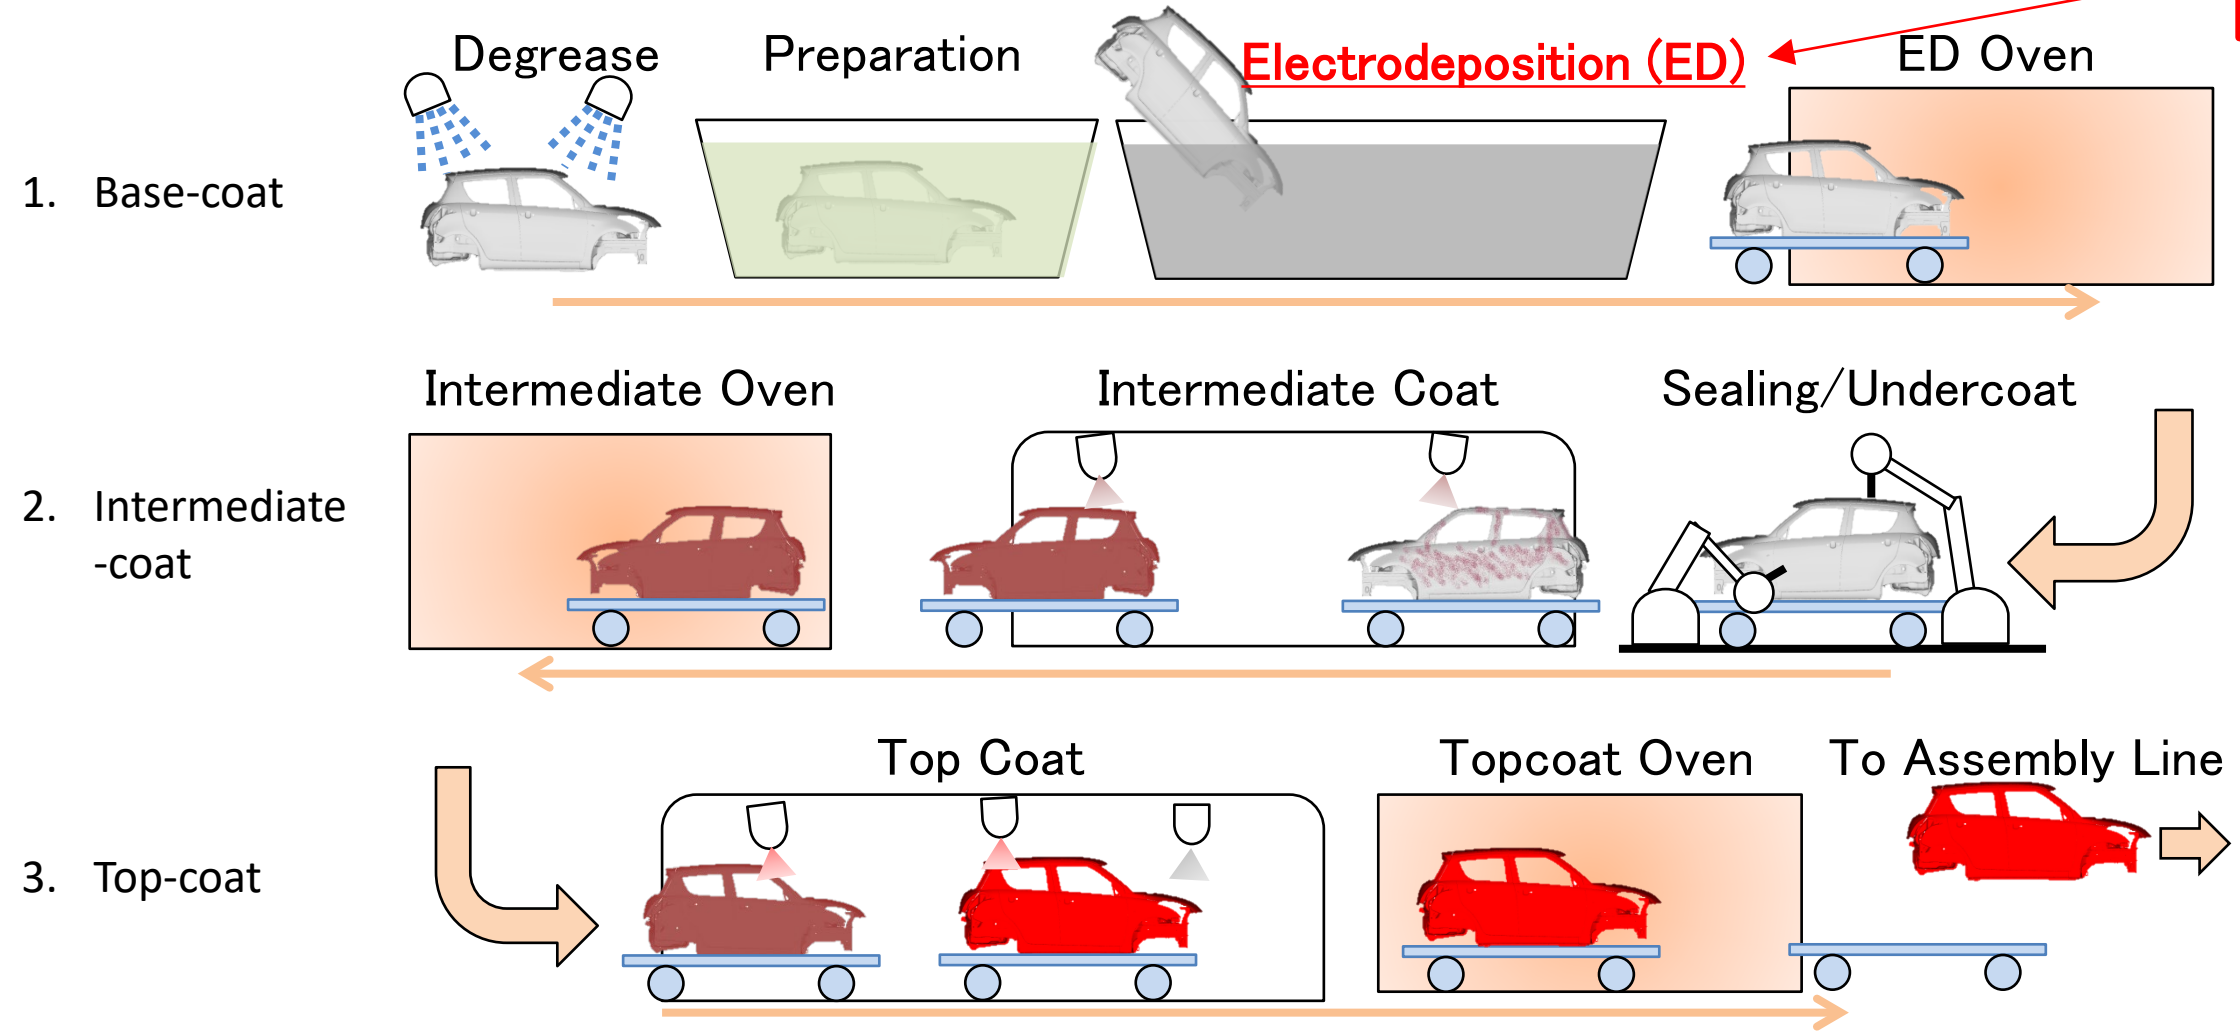 Degrease
Preparation
Electrodeposition (ED)
ED Oven
1. Base-coat
Intermediate Oven
Intermediate Coat
Sealing/Undercoat
2. Intermediate
-coat
Top Coat
Topcoat Oven
To Assembly Line
3. Top-coat